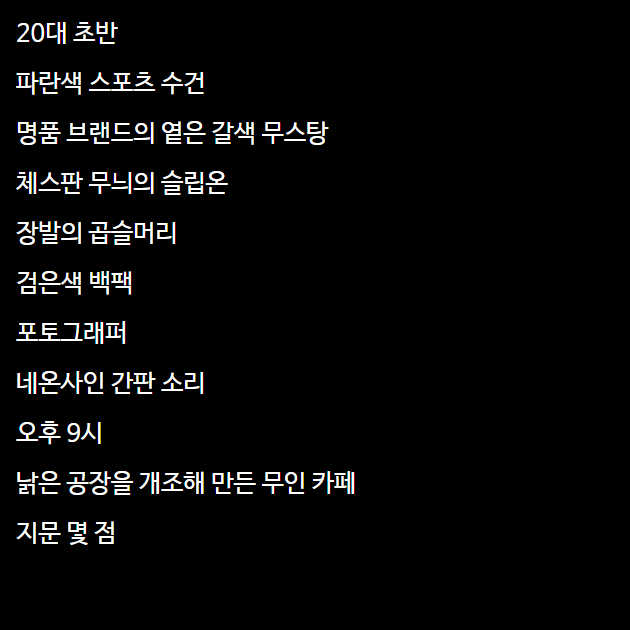 20대 초반
파란색 스포츠 수건
명품 브랜드의 옅은 갈색 무스탕
체스판 무늬의 슬립온
장발의 곱슬머리
검은색 백팩
포토그래퍼
네온사인 간판 소리
오후 9시
낡은 공장을 개조해 만든 무인 카페
지문 몇 점